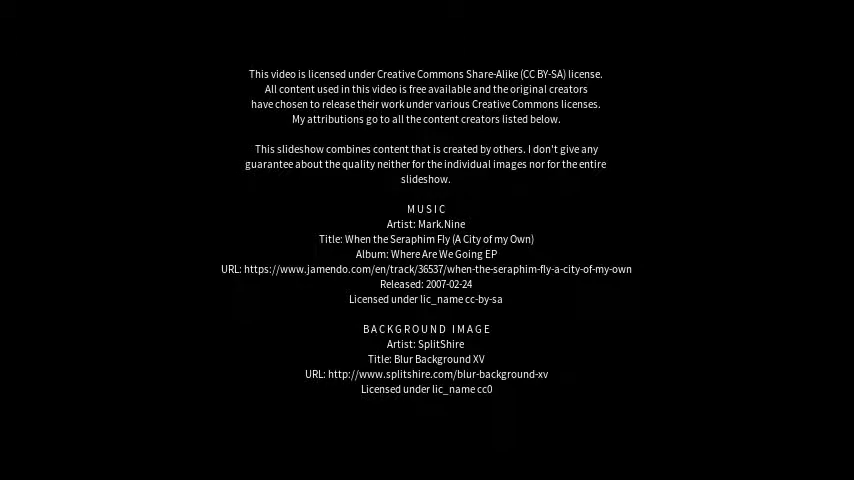 This video is licensed under Creative Commons Share-Alike (CC BY-SA) license.
All content used in this video is free available and the original creators
have chosen to release their work under various Creative Commons licenses.
My attributions go to all the content creators listed below.
This slideshow combines content that is created by others. I don't give any
guarantee about the quality neither for the individual images nor for the entire
slideshow.
MUSIC
Artist: Mark.Nine
Title: When the Seraphim Fly (A City of my Own)
Album: Where Are We Going EP
URL: https://www.jamendo.com/en/track/36537/when-the-seraphim-fly-a-city-of-my-own
Released: 2007-02-24
Licensed under lic_name cc-by-sa
BACKGROUND IMAGE
Artist: SplitShire
Title: Blur Background XV
URL: http://www.splitshire.com/blur-background-xv
Licensed under lic_name cc0